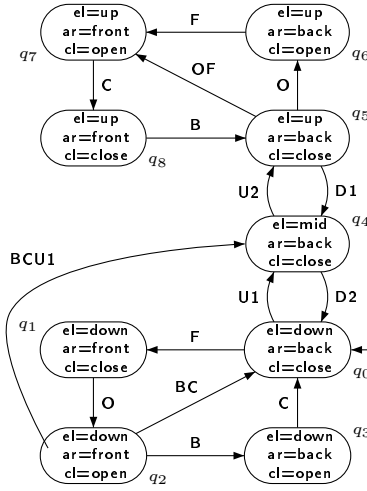 el=up
ar=front
cl=open
q7
F
el=up
ar=back
cl=open
q6
C
OF
O
el=up
ar=front
cl=close
q8
B
el=up
ar=back
cl=close
q5
U2
D1
el=mid
ar=back
cl=close
q4
BCU1
U1
D2
q1
el=down
ar=front
cl=close
F
el=down
ar=back
cl=close
q0
O
BC
C
el=down
ar=front
cl=open
q2
B
el=down
ar=back
cl=open
q3